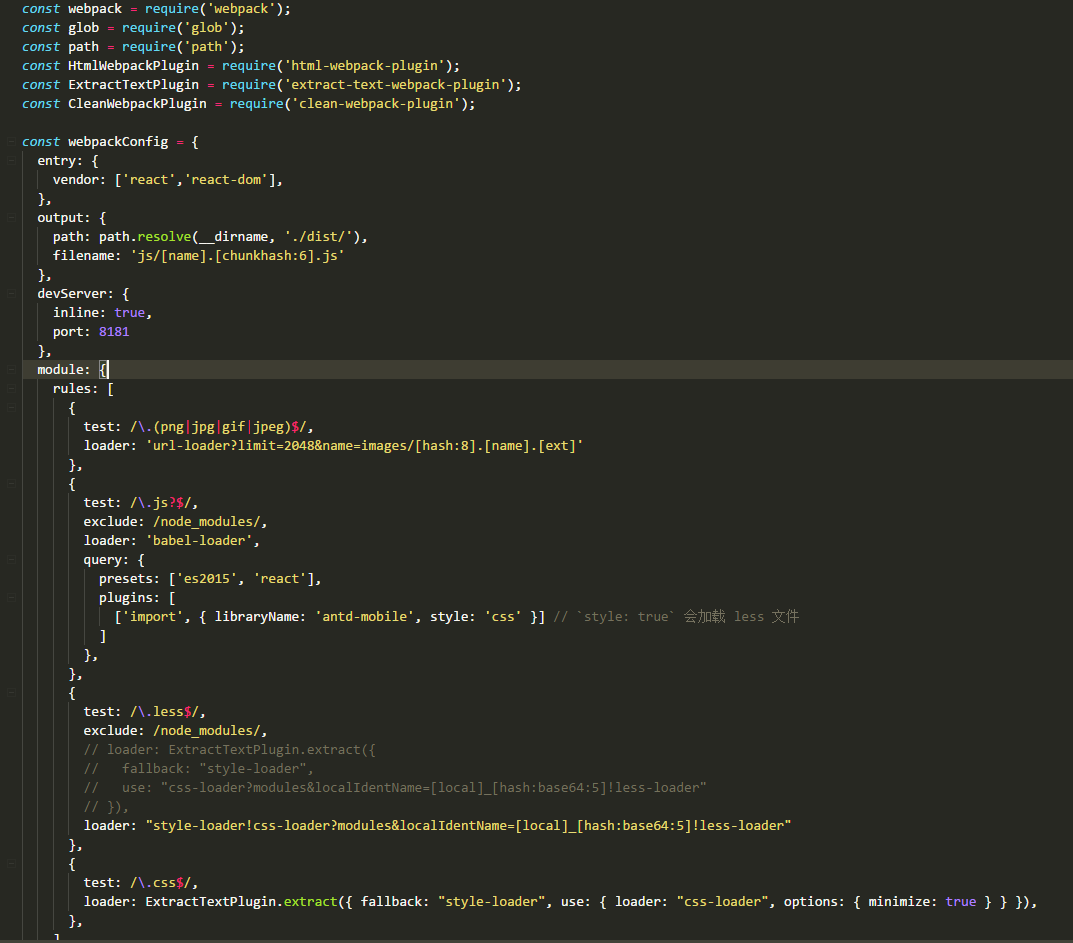 const webpack = require('webpack');
const glob = require('glob');
const path = require('path');
const HtmlWebpackPlugin = require('html-webpack-plugin');
const ExtractTextPlugin = require('extract-text-webpack-plugin');
const CleanWebpackPlugin = require('clean-webpack-plugin');

const webpackConfig = {
  entry: {
    vendor: ['react','react-dom'],
  },
  output: {
    path: path.resolve(__dirname, './dist/'),
    filename: 'js/[name].[chunkhash:6].js'
  },
  devServer: {
    inline: true,
    port: 8181
  },
  module: {
    rules: [
      {
        test: /\.(png|jpg|gif|jpeg)$/,
        loader: 'url-loader?limit=2048&name=images/[hash:8].[name].[ext]'
      },
      {
        test: /\.js?$/,
        exclude: /node_modules/,
        loader: 'babel-loader',
        query: {
          presets: ['es2015', 'react'],
          plugins: [
            ['import', { libraryName: 'antd-mobile', style: 'css' }] // `style: true` 会加载 less 文件
          ]
        },
      },
      {
        test: /\.less$/,
        exclude: /node_modules/,
        // loader: ExtractTextPlugin.extract({
        //   fallback: "style-loader",
        //   use: "css-loader?modules&localIdentName=[local]_[hash:base64:5]!less-loader"
        // }),
        loader: "style-loader!css-loader?modules&localIdentName=[local]_[hash:base64:5]!less-loader"
      },
      {
        test: /\.css$/,
        loader: ExtractTextPlugin.extract({ fallback: "style-loader", use: { loader: "css-loader", options: { minimize: true } } }),
      },
    ]